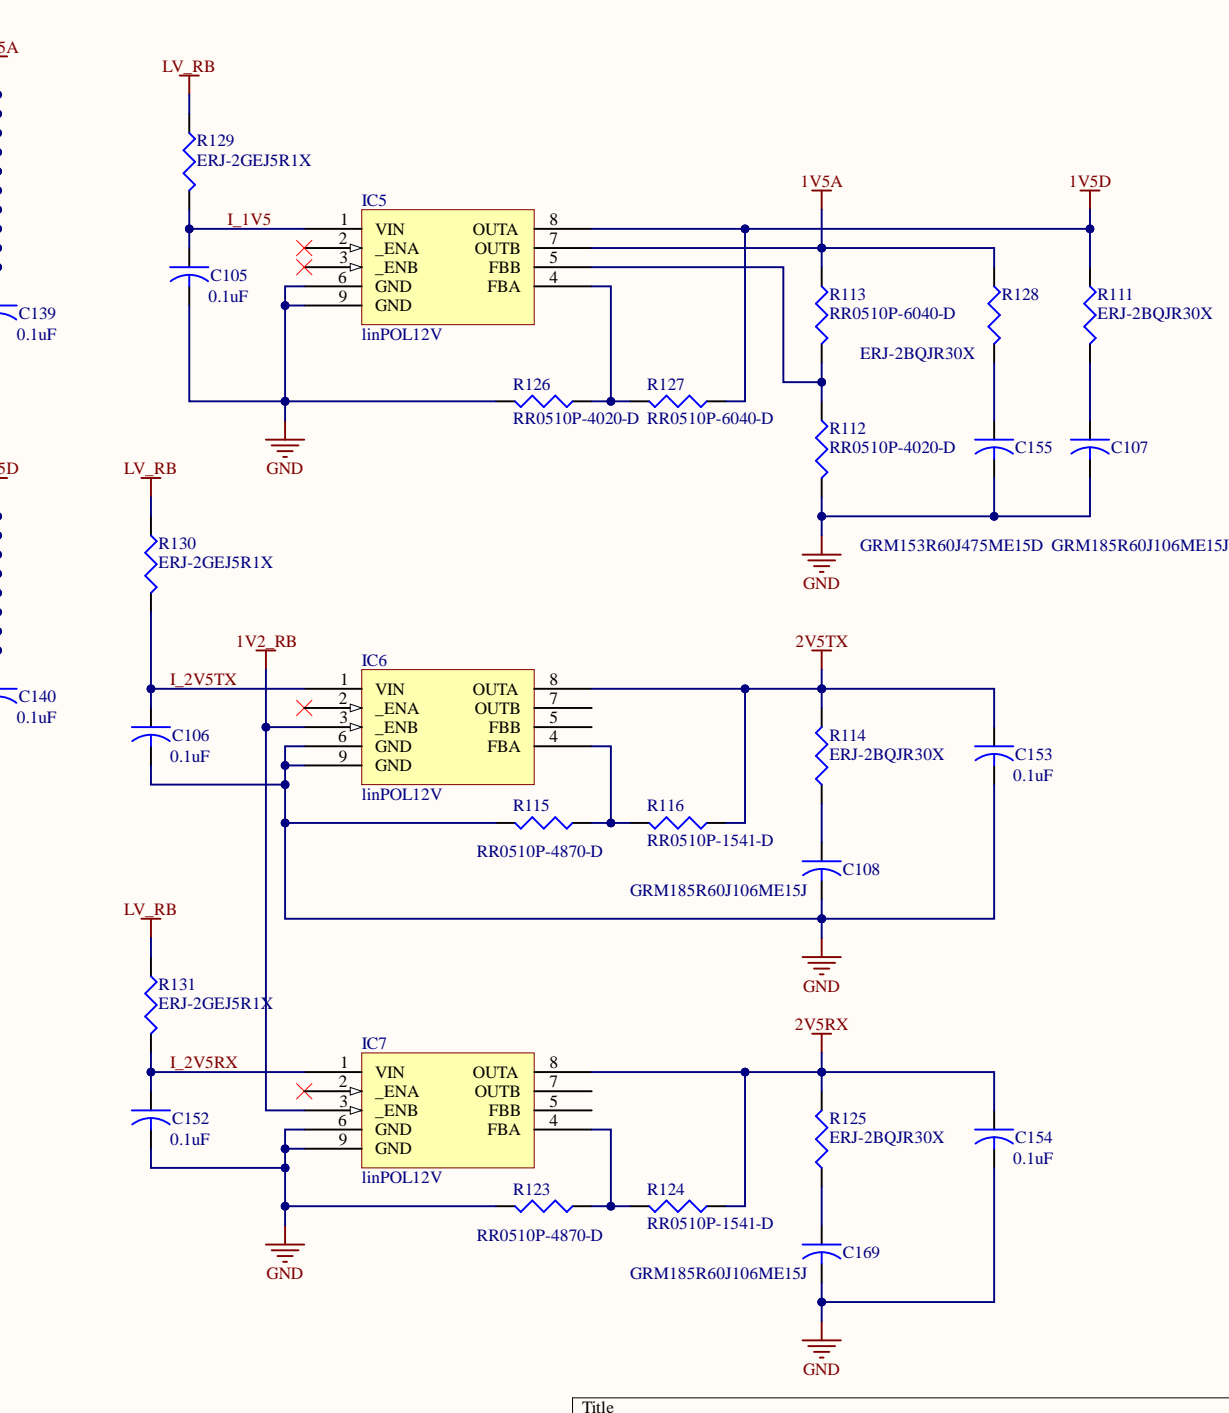 5A
LV_RB
R129
ERJ-2GEJ5R1X
I_1V5
C105
0.1uF
C139
0.1uF
IC5
1
2
3
6
9
VIN
_ENA
_ENB
GND
GND
OUTA
OUTB
FBB
FBA
8
7
5
4
linPOL12V
1V5A
1V5D
R113
RR0510P-6040-D
R128
ERJ-2BQJR30X
R111
ERJ-2BQJR30X
R126
RR0510P-4020-D
R127
RR0510P-6040-D
R112
RR0510P-4020-D
C155
C107
GND
GRM153R60J475ME15D
GRM185R60J106ME15J
GND
5D
LV_RB
R130
ERJ-2GEJ5R1X
1V2_RB
I_2V5TX
C106
0.1uF
C140
0.1uF
IC6
1
2
3
6
9
VIN
_ENA
_ENB
GND
GND
OUTA
OUTB
FBB
FBA
8
7
5
4
linPOL12V
2V5TX
R114
ERJ-2BQJR30X
C153
0.1uF
R115
RR0510P-4870-D
R116
RR0510P-1541-D
C108
GRM185R60J106ME15J
GND
LV_RB
R131
ERJ-2GEJ5R1X
I_2V5RX
C152
0.1uF
IC7
1
2
3
6
9
VIN
_ENA
_ENB
GND
GND
OUTA
OUTB
FBB
FBA
8
7
5
4
linPOL12V
2V5RX
R125
ERJ-2BQJR30X
C154
0.1uF
R123
RR0510P-4870-D
R124
RR0510P-1541-D
C169
GRM185R60J106ME15J
GND
GND
Title